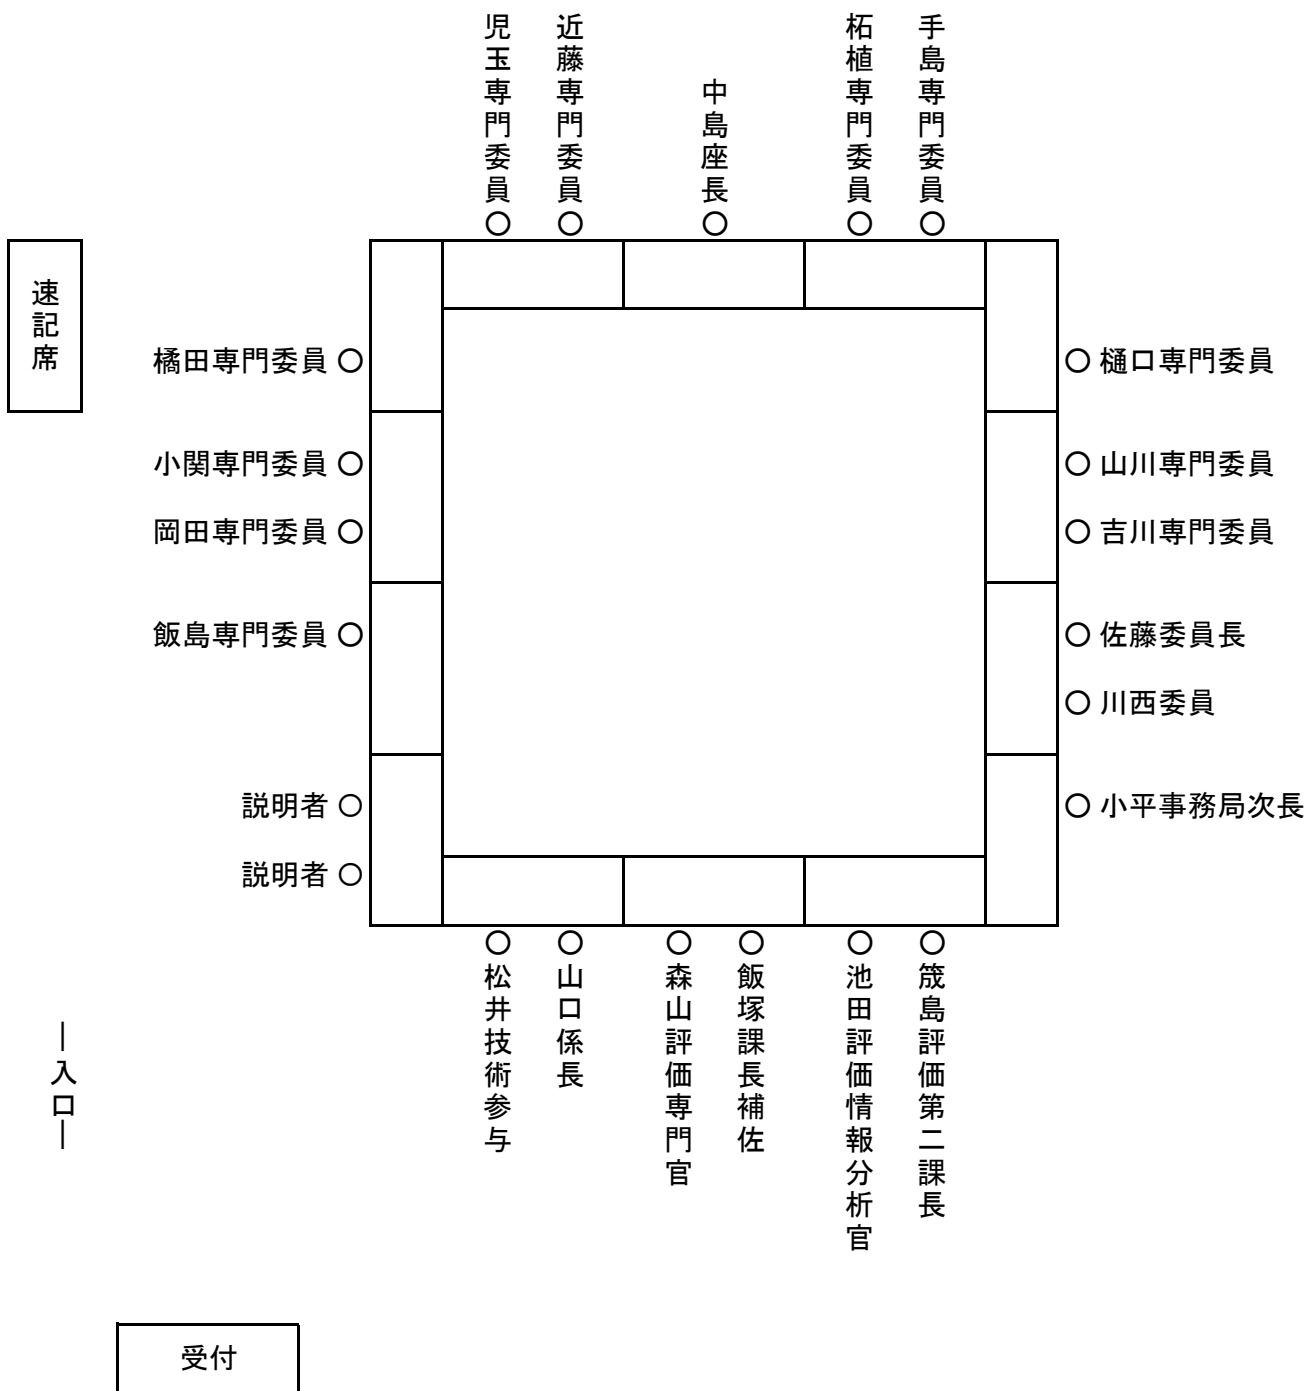 児玉専門委員
近藤専門委員
中島座長
柘植専門委員
手島専門委員
速記席
橘田専門委員
樋口専門委員
小関専門委員
山川専門委員
岡田専門委員
吉川専門委員
飯島専門委員
佐藤委員長
川西委員
説明者
小平事務局次長
説明者
松井技術参与
山口係長
森山評価専門官
飯塚課長補佐
池田評価情報分析官
筬島評価第二課長
入口
受付